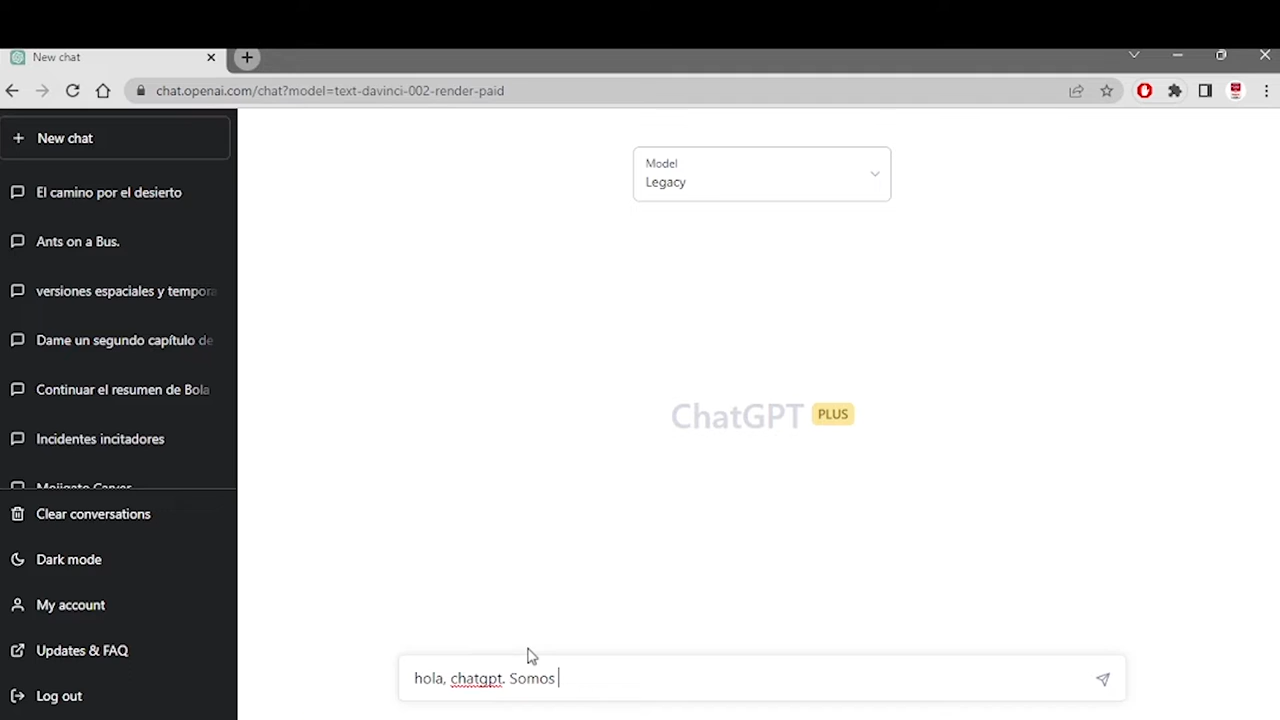 New chat
chat.openai.com/chat?model=text-davinci-002-render-paid
New chat
El camino por el desierto
Ants on a Bus.
versiones espaciales y tempora
Dame un segundo capítulo de
Continuar el resumen de Bola
Incidentes incitadores
Mojigato Carver
Clear conversations
Dark mode
My account
Updates & FAQ
Log out
Model
Legacy
ChatGPT PLUS
hola, chatgpt. Somos